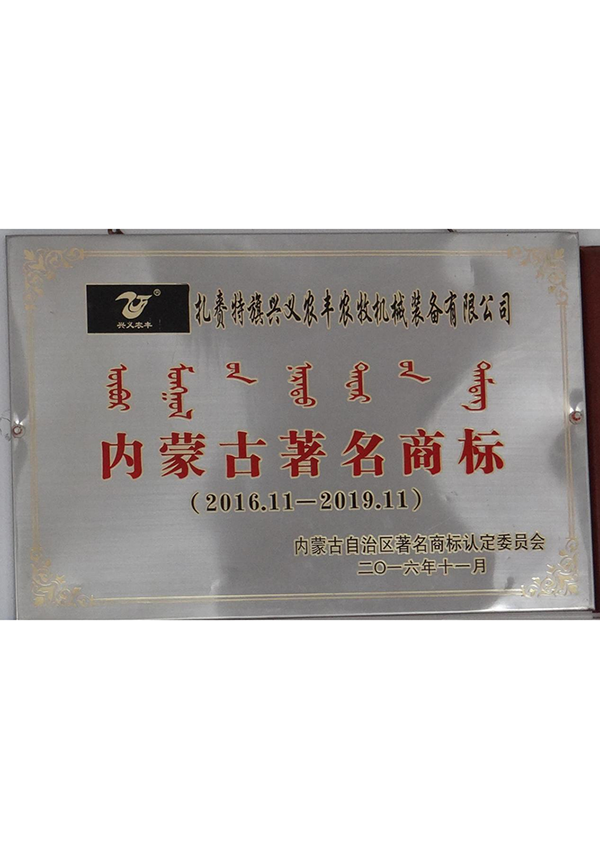 兴义农丰®
扎赉特旗兴义农丰农牧机械装备有限公司
内蒙古著名商标
(2016.11—2019.11)
内蒙古自治区著名商标认定委员会
二〇一六年十一月